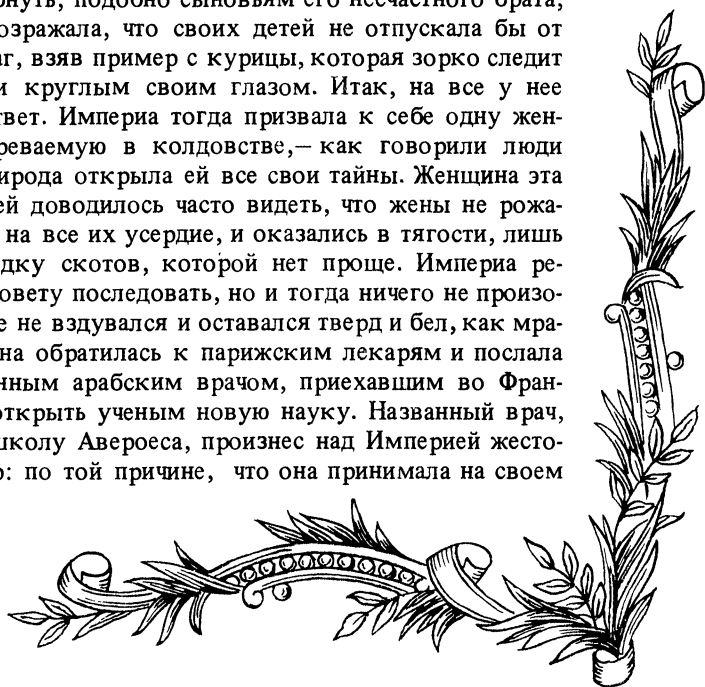 рнуть, подобно сыновьям его несчастного брата,
озражала, что своих детей не отпускала бы от
аг, взяв пример с курицы, которая зорко следит
и круглым своим глазом. Итак, на все у нее
твет. Империа тогда призвала к себе одну жен-
реваемую в колдовстве,— как говорили люди
ирода открыла ей все свои тайны. Женщина эта
ей доводилось часто видеть, что жены не рожа-
на все их усердие, и оказались в тягости, лишь
дку скотов, которой нет проще. Империа ре-
овету последовать, но и тогда ничего не произо-
е не вздувался и оставался тверд и бел, как мра-
на обратилась к парижским лекарям и послала
нным арабским врачом, приехавшим во Фран-
открыть ученым новую науку. Названный врач,
школу Авероеса, произнес над Империей жесто-
р: по той причине, что она принимала на своем